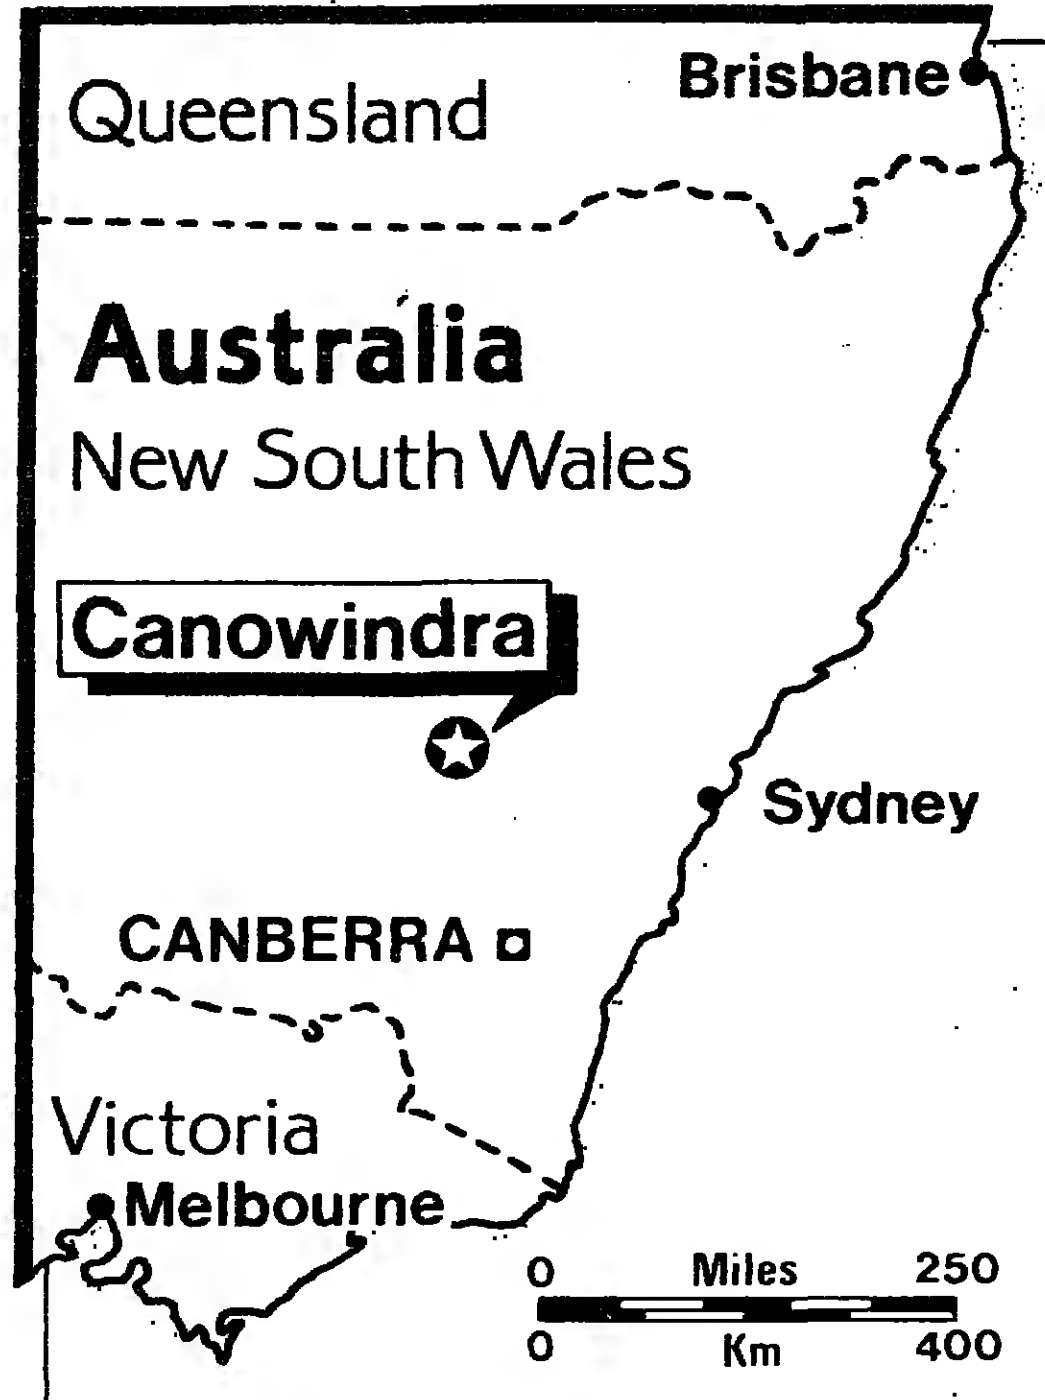 Brisbane
Queensland
Australia
New South Wales
Canowindra
Sydney
CANBERRA
Victoria
Melbourne
0 Miles 250
0 Km 400